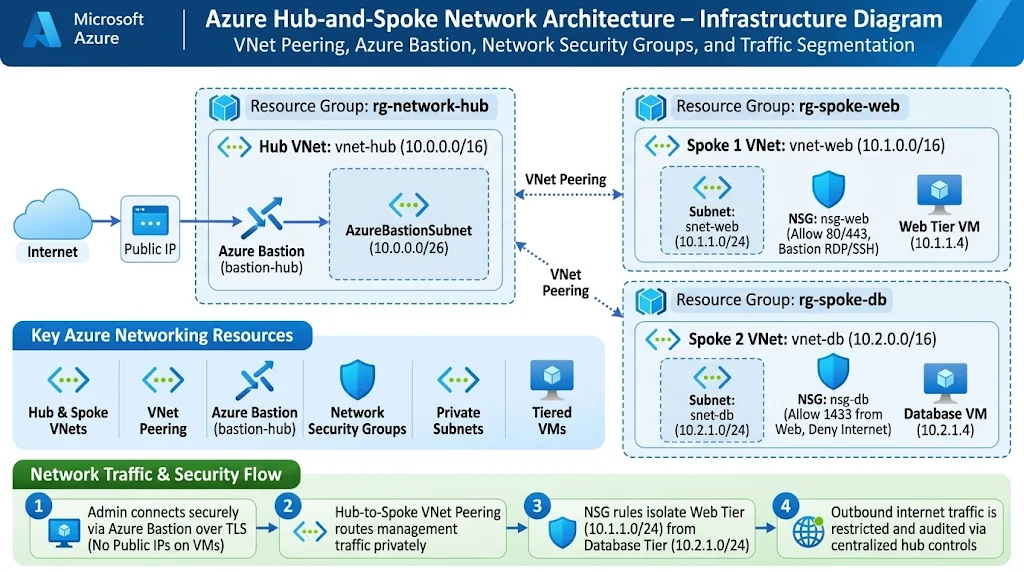 Microsoft
Azure
Azure Hub-and-Spoke Network Architecture – Infrastructure Diagram
VNet Peering, Azure Bastion, Network Security Groups, and Traffic Segmentation
Resource Group: rg-network-hub
Hub VNet: vnet-hub (10.0.0.0/16)
Internet
Public IP
Azure Bastion
(bastion-hub)
AzureBastionSubnet
(10.0.0.0/26)
VNet Peering
VNet
Peering
Resource Group: rg-spoke-web
Spoke 1 VNet: vnet-web (10.1.0.0/16)
Subnet:
snet-web
(10.1.1.0/24)
NSG: nsg-web
(Allow 80/443,
Bastion RDP/SSH)
Web Tier VM
(10.1.1.4)
Resource Group: rg-spoke-db
Spoke 2 VNet: vnet-db (10.2.0.0/16)
Subnet:
snet-db
(10.2.1.0/24)
NSG: nsg-db
(Allow 1433 from
Web, Deny Internet)
Database VM
(10.2.1.4)
Key Azure Networking Resources
Hub & Spoke
VNets
VNet
Peering
Azure Bastion
(bastion-hub)
Network
Security Groups
Private
Subnets
Tiered
VMs
Network Traffic & Security Flow
1
Admin connects securely
via Azure Bastion over TLS
(No Public IPs on VMs)
2
Hub-to-Spoke VNet Peering
routes management
traffic privately
3
NSG rules isolate Web Tier
(10.1.1.0/24) from
Database Tier (10.2.1.0/24)
4
Outbound internet traffic is
restricted and audited via
centralized hub controls